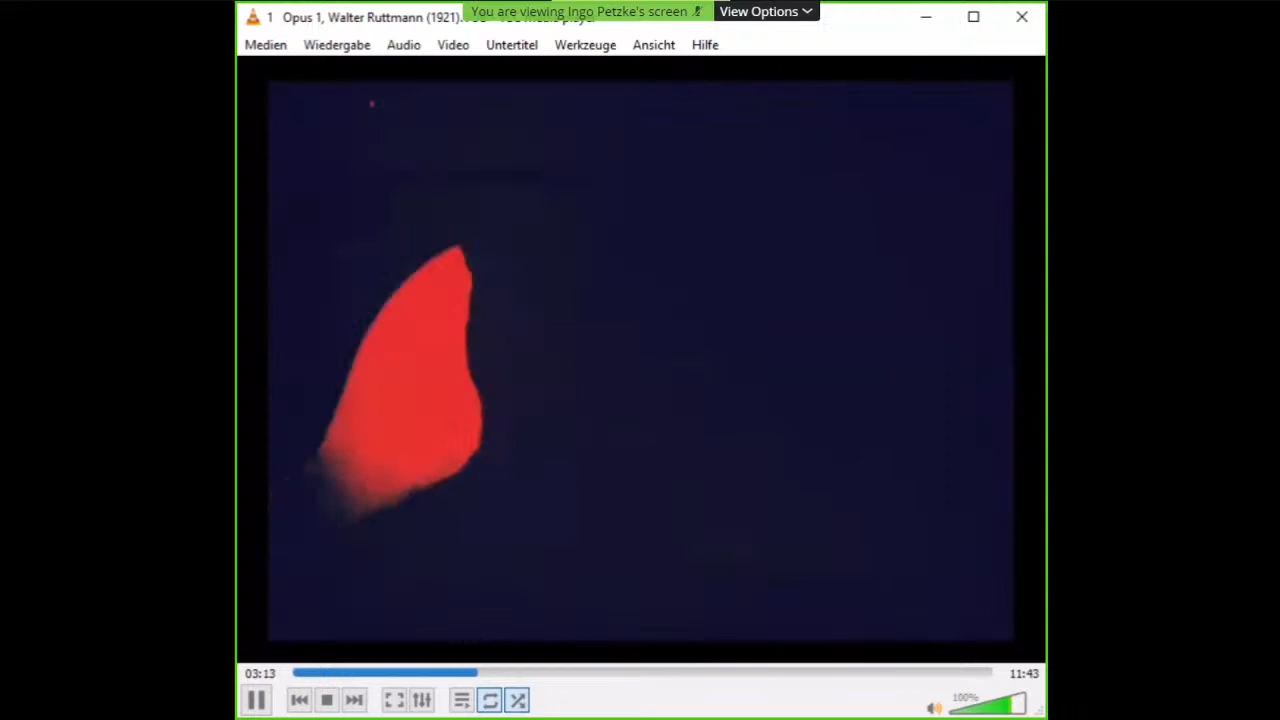 You are viewing Ingo Petzke's screen
View Options
1 Opus 1, Walter Ruttmann (1921).
Medien Wiedergabe Audio Video Untertitel Werkzeuge Ansicht Hilfe
03:13
11:43
100%